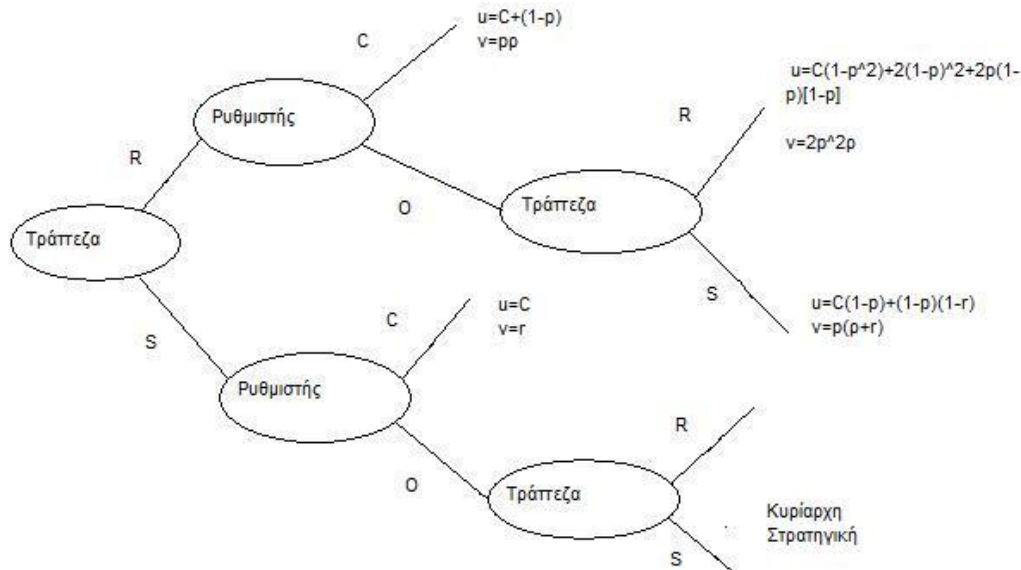 u=C+(1-p)
v=pρ
C
Ρυθμιστής
R
u=C(1-p^2)+2(1-p)^2+2p(1-
p)[1-p]
v=2p^2ρ
R
O
Τράπεζα
Τράπεζα
S
u=C(1-p)+(1-p)(1-r)
v=p(ρ+r)
S
C
u=C
v=r
Ρυθμιστής
R
O
Τράπεζα
Κυρίαρχη
Στρατηγική
S